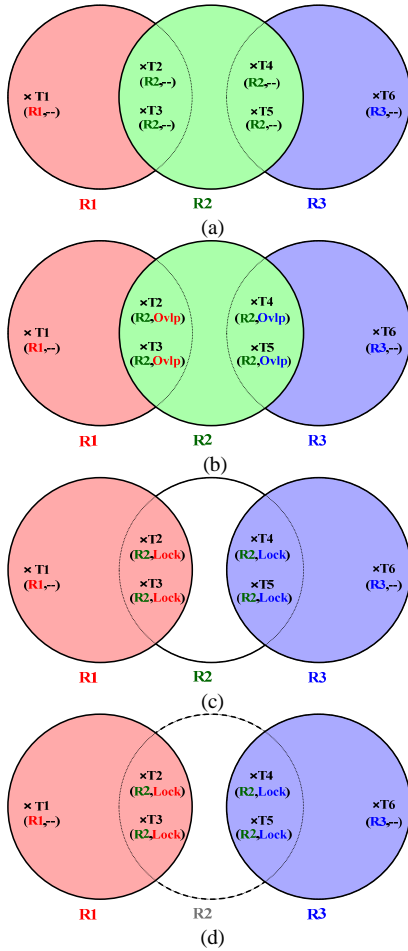 ×T2 ×T4
×T1 (R2,--) (R2,--) ×T6
(R1,--) ×T3 ×T5 (R3,--)
(R2,--) (R2,--)
R1 R2 R3
(a)
×T2 ×T4
×T1 (R2,Ovlp) (R2,Ovlp) ×T6
(R1,--) ×T3 ×T5 (R3,--)
(R2,Ovlp) (R2,Ovlp)
R1 R2 R3
(b)
×T2 ×T4
×T1 (R2,Lock) (R2,Lock) ×T6
(R1,--) ×T3 ×T5 (R3,--)
(R2,Lock) (R2,Lock)
R1 R2 R3
(c)
×T2 ×T4
×T1 (R2,Lock) (R2,Lock) ×T6
(R1,--) ×T3 ×T5 (R3,--)
(R2,Lock) (R2,Lock)
R1 R2 R3
(d)